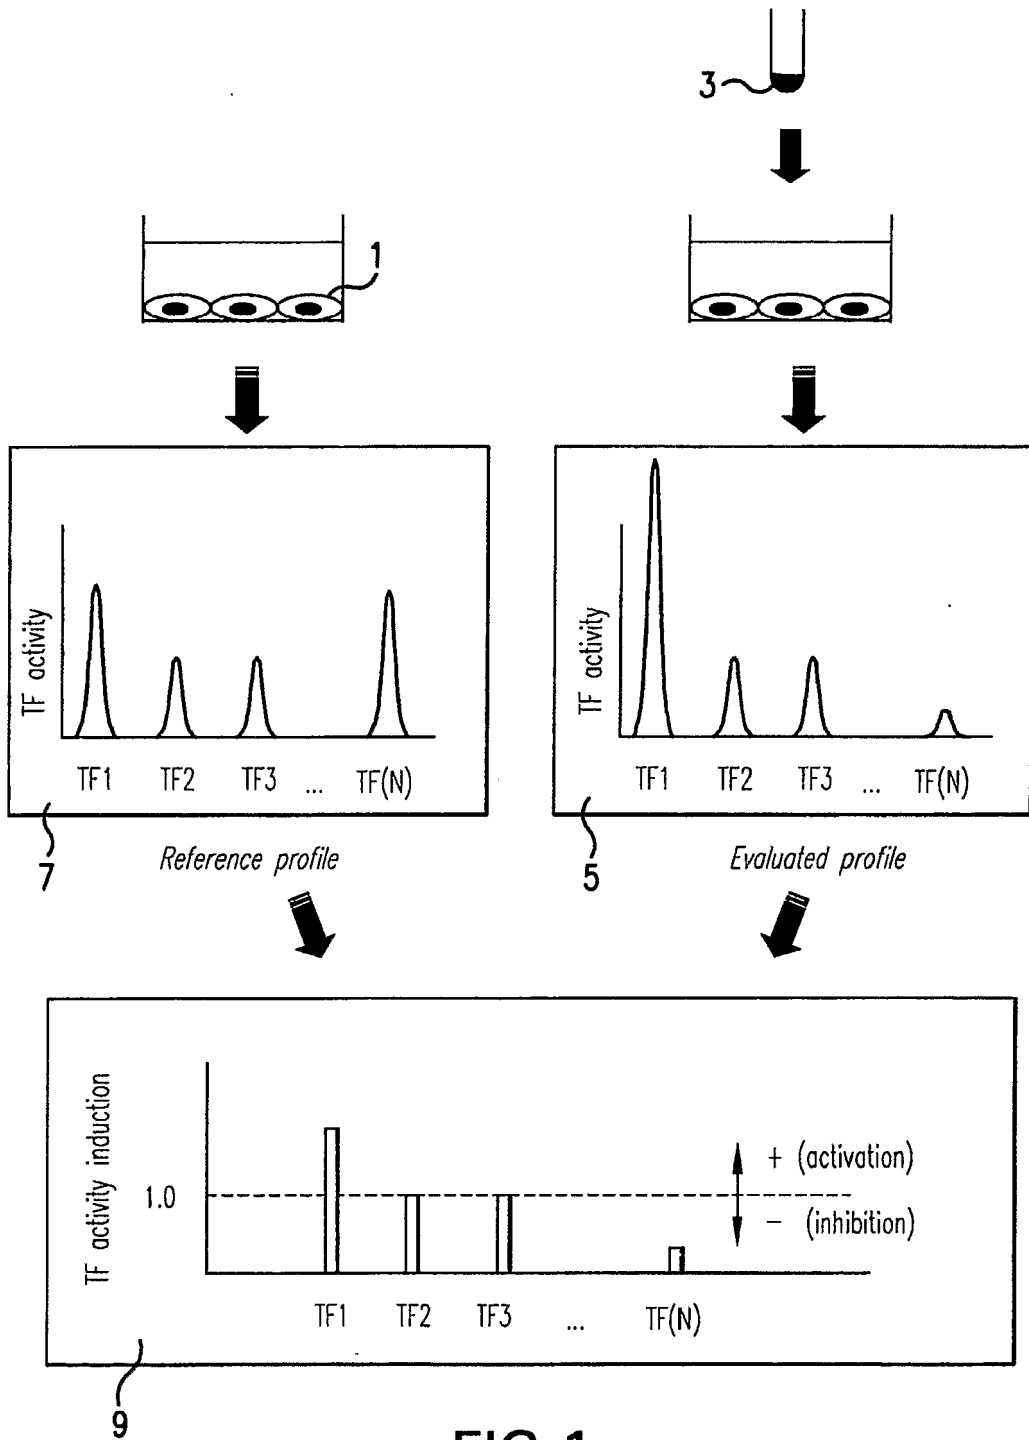 3
1
TF activity
TF1 TF2 TF3 ... TF(N)
7
Reference profile
TF activity
TF1 TF2 TF3 ... TF(N)
5
Evaluated profile
TF activity induction
1.0
+ (activation)
− (inhibition)
TF1 TF2 TF3 ... TF(N)
9
FIG. 1